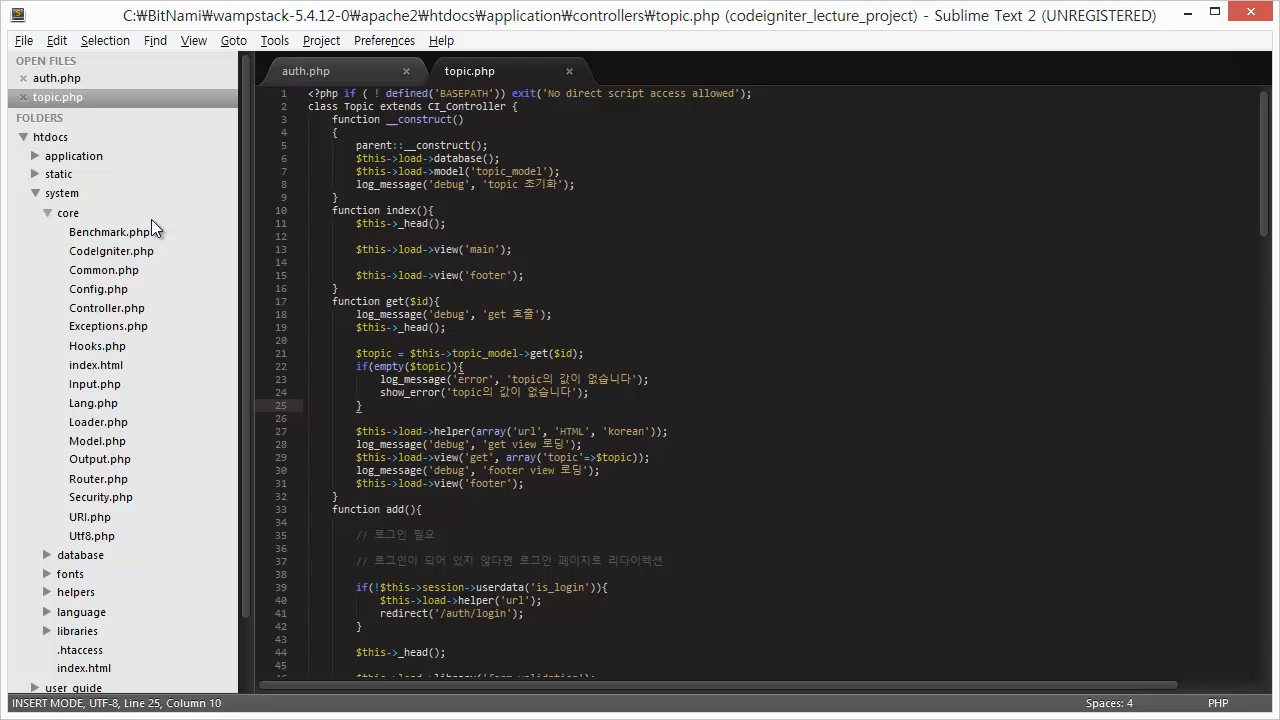 C:￦BitNami￦wampstack-5.4.12-0￦apache2￦htdocs￦application￦controllers￦topic.php (codeigniter_lecture_project) - Sublime Text 2 (UNREGISTERED)
File Edit Selection Find View Goto Tools Project Preferences Help
OPEN FILES
auth.php
topic.php
FOLDERS
htdocs
application
static
system
core
Benchmark.php
CodeIgniter.php
Common.php
Config.php
Controller.php
Exceptions.php
Hooks.php
index.html
Input.php
Lang.php
Loader.php
Model.php
Output.php
Router.php
Security.php
URI.php
Utf8.php
database
fonts
helpers
language
libraries
.htaccess
index.html
user_guide
auth.php topic.php
1 <?php if ( ! defined('BASEPATH')) exit('No direct script access allowed');
2 class Topic extends CI_Controller {
3 function __construct()
4 {
5 parent::__construct();
6 $this->load->database();
7 $this->load->model('topic_model');
8 log_message('debug', 'topic 초기화');
9 }
10 function index(){
11 $this->_head();
12
13 $this->load->view('main');
14
15 $this->load->view('footer');
16 }
17 function get($id){
18 log_message('debug', 'get 호출');
19 $this->_head();
20
21 $topic = $this->topic_model->get($id);
22 if(empty($topic)){
23 log_message('error', 'topic의 값이 없습니다');
24 show_error('topic의 값이 없습니다');
25 }
26
27 $this->load->helper(array('url', 'HTML', 'korean'));
28 log_message('debug', 'get view 로딩');
29 $this->load->view('get', array('topic'=>$topic));
30 log_message('debug', 'footer view 로딩');
31 $this->load->view('footer');
32 }
33 function add(){
34
35 // 로그인 필요
36
37 // 로그인이 되어 있지 않다면 로그인 페이지로 리다이렉션
38
39 if(!$this->session->userdata('is_login')){
40 $this->load->helper('url');
41 redirect('/auth/login');
42 }
43
44 $this->_head();
45
INSERT MODE, UTF-8, Line 25, Column 10
Spaces: 4 PHP